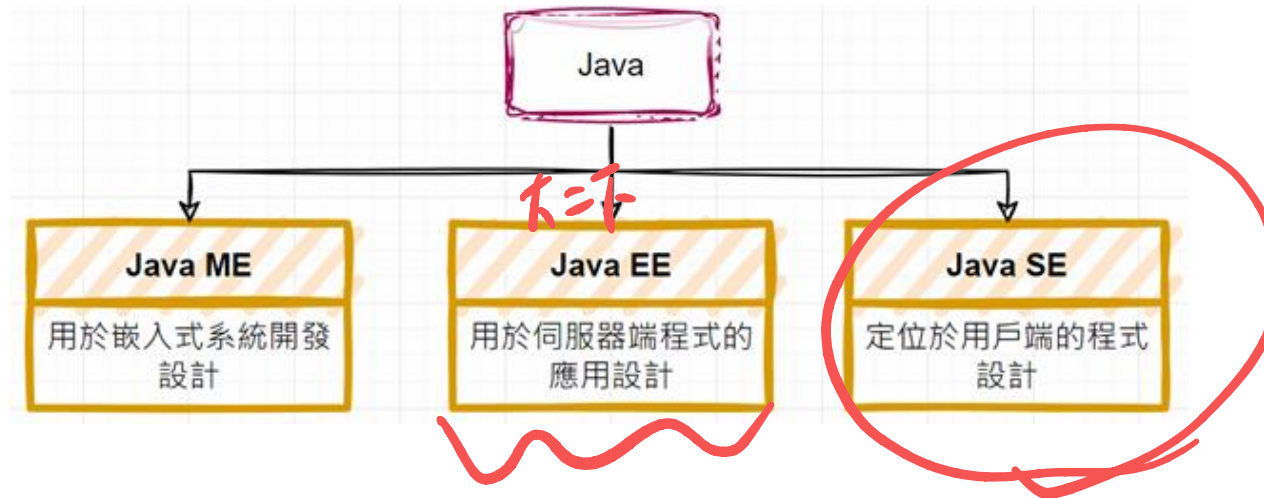 Java
Java ME
用於嵌入式系統開發
設計
Java EE
用於伺服器端程式的
應用設計
Java SE
定位於用戶端的程式
設計